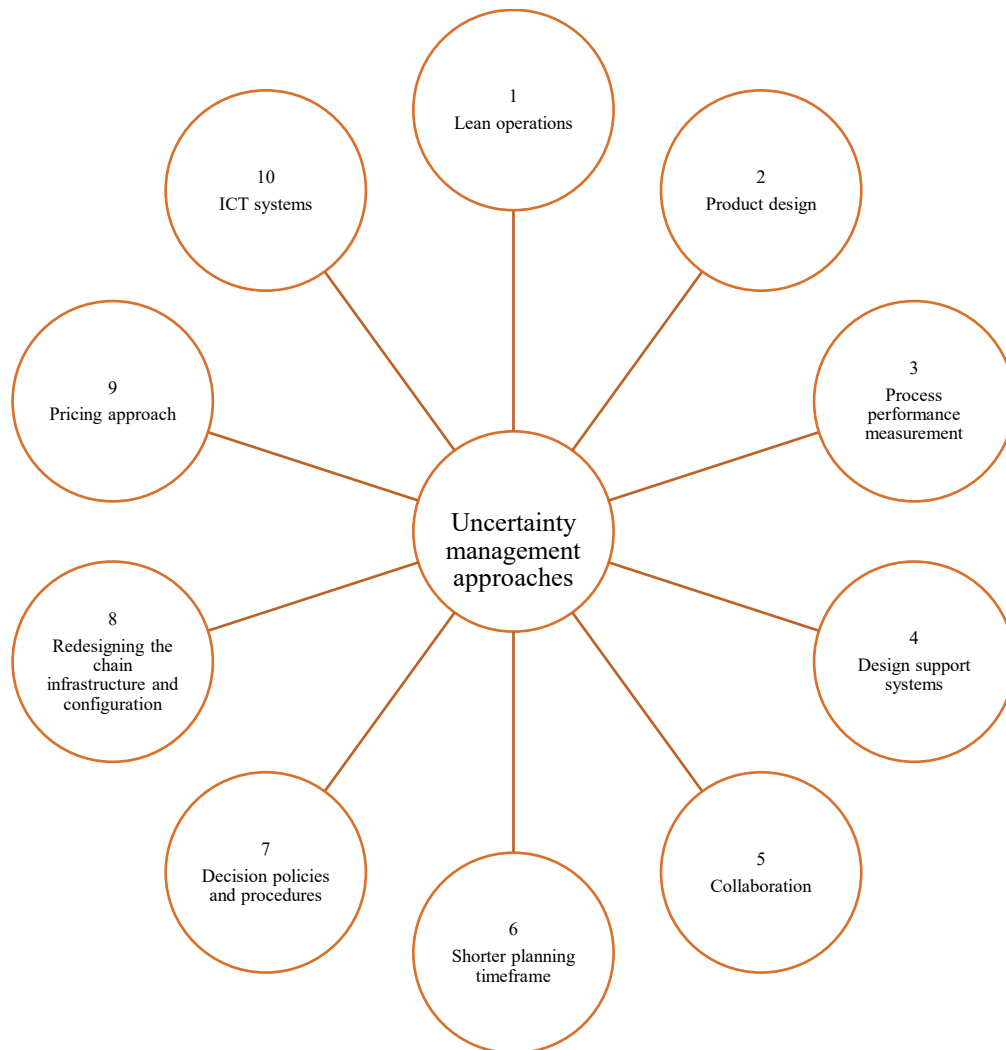 1
Lean operations
2
Product design
3
Process
performance
measurement
4
Design support
systems
5
Collaboration
6
Shorter planning
timeframe
7
Decision policies
and procedures
8
Redesigning the
chain
infrastructure and
configuration
9
Pricing approach
10
ICT systems
Uncertainty
management
approaches